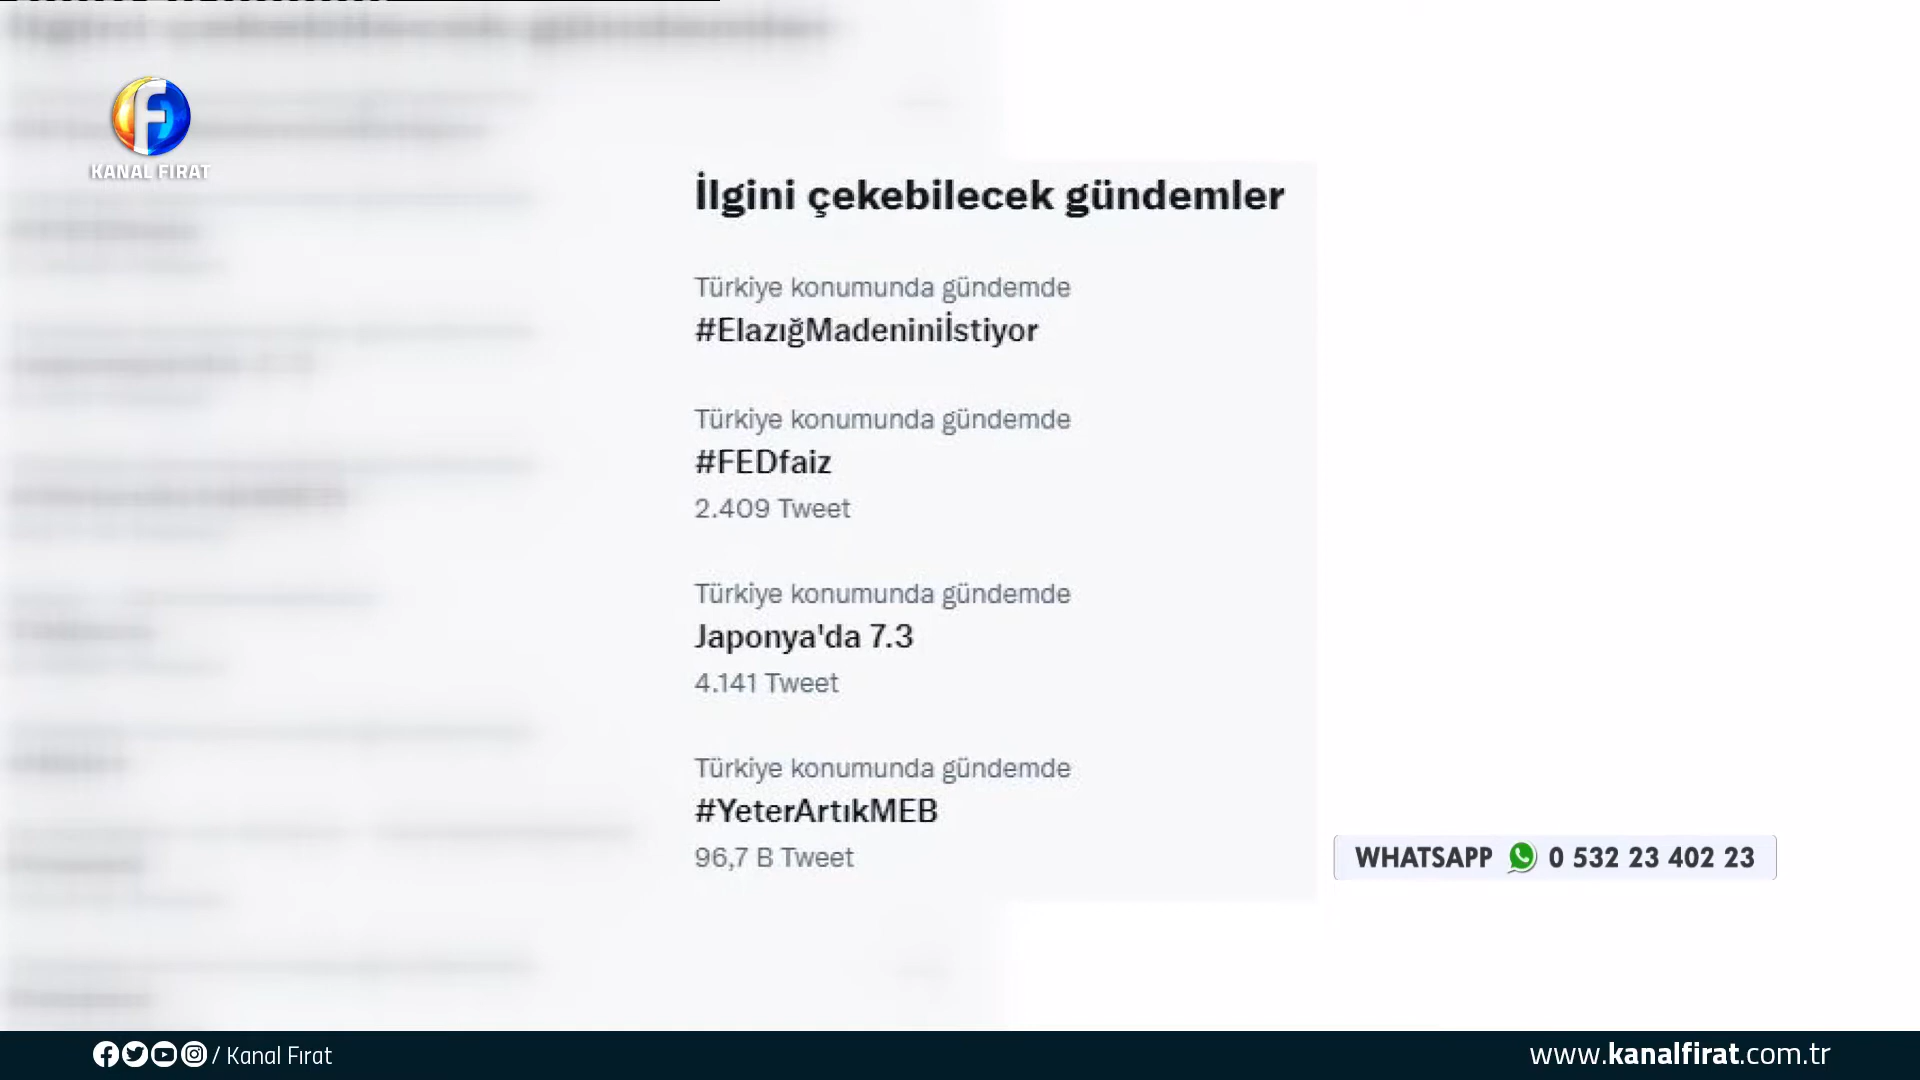 KANAL FIRAT
İlgini çekebilecek gündemler
Türkiye konumunda gündemde
#ElazığMadeniniİstiyor
Türkiye konumunda gündemde
#FEDfaiz
2.409 Tweet
Türkiye konumunda gündemde
Japonya'da 7.3
4.141 Tweet
Türkiye konumunda gündemde
#YeterArtıkMEB
96,7 B Tweet
WHATSAPP 0 532 23 402 23
/ Kanal Fırat
www.kanalfirat.com.tr